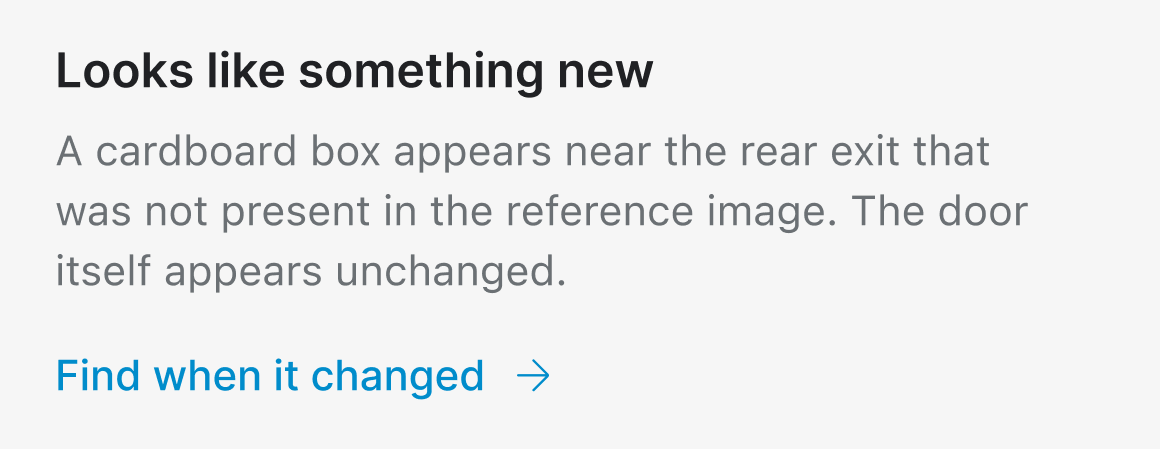 Looks like something new
A cardboard box appears near the rear exit that
was not present in the reference image. The door
itself appears unchanged.
Find when it changed →